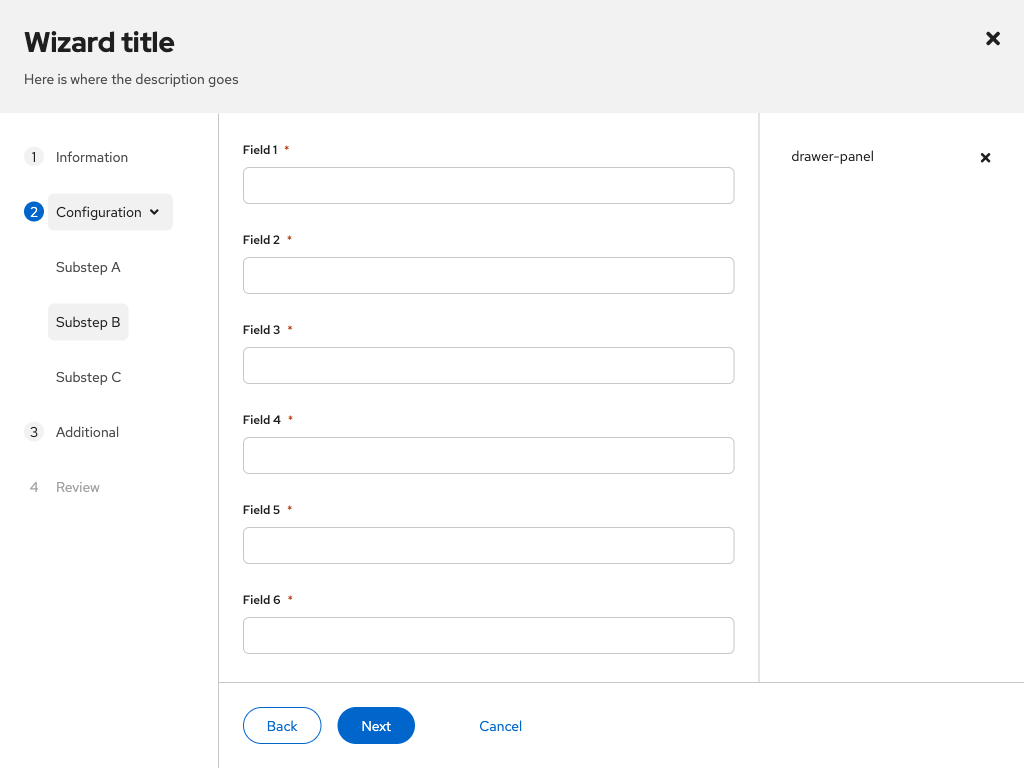 Wizard title
Here is where the description goes
1 Information
2 Configuration
Substep A
Substep B
Substep C
3 Additional
4 Review
Field 1 *
Field 2 *
Field 3 *
Field 4 *
Field 5 *
Field 6 *
drawer-panel
Back Next Cancel